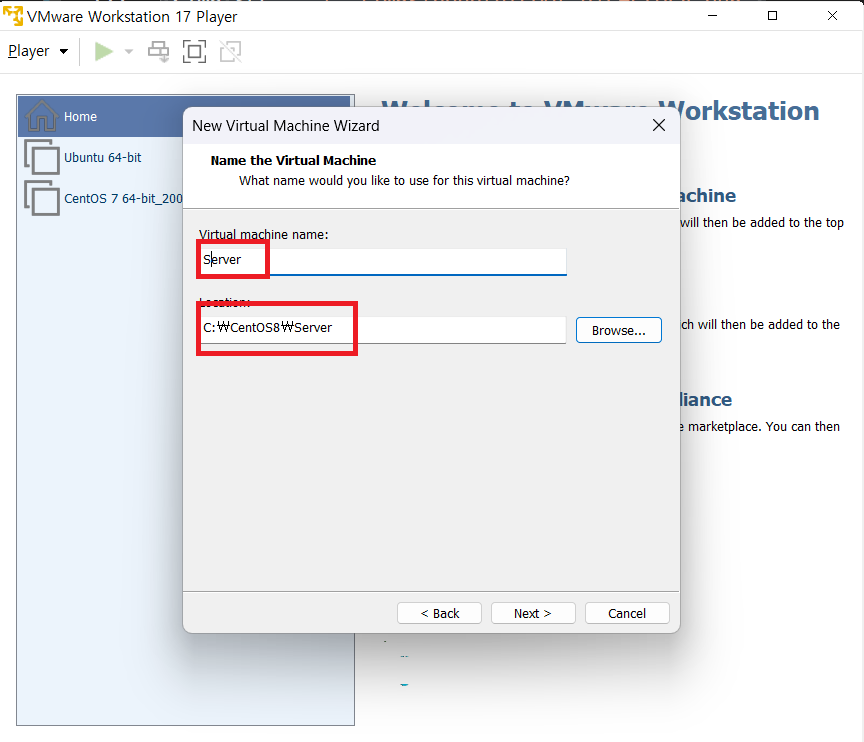 VMware Workstation 17 Player
Player
Home
Ubuntu 64-bit
CentOS 7 64-bit_200
Welcome to VMware Workstation
achine
will then be added to the top
ch will then be added to the
liance
e marketplace. You can then
New Virtual Machine Wizard
Name the Virtual Machine
What name would you like to use for this virtual machine?
Virtual machine name:
Server
Location:
C:₩CentOS8₩Server
Browse...
< Back
Next >
Cancel